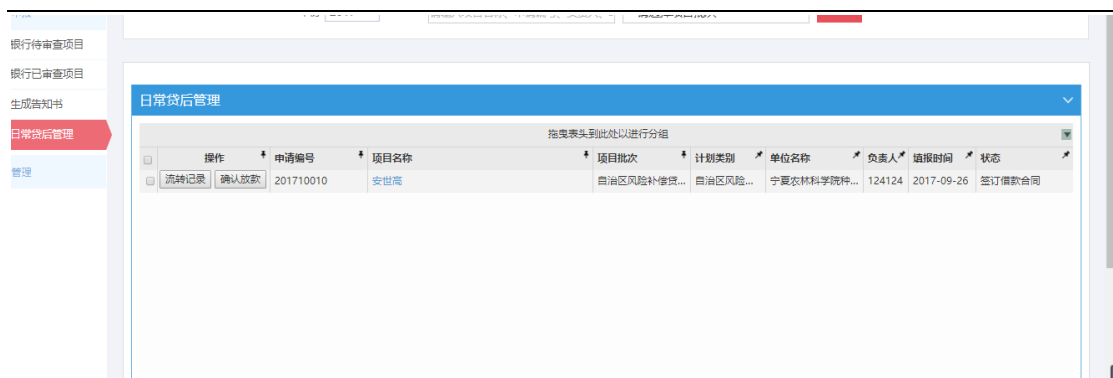 银行待审查项目
银行已审查项目
生成告知书
日常贷后管理
管理
日常贷后管理
拖曳表头到此处以进行分组
操作 申请编号 项目名称 项目批次 计划类别 单位名称 负责人 填报时间 状态
流转记录 确认放款 201710010 安世高 自治区风险补偿贷... 自治区风险... 宁夏农林科学院种... 124124 2017-09-26 签订借款合同